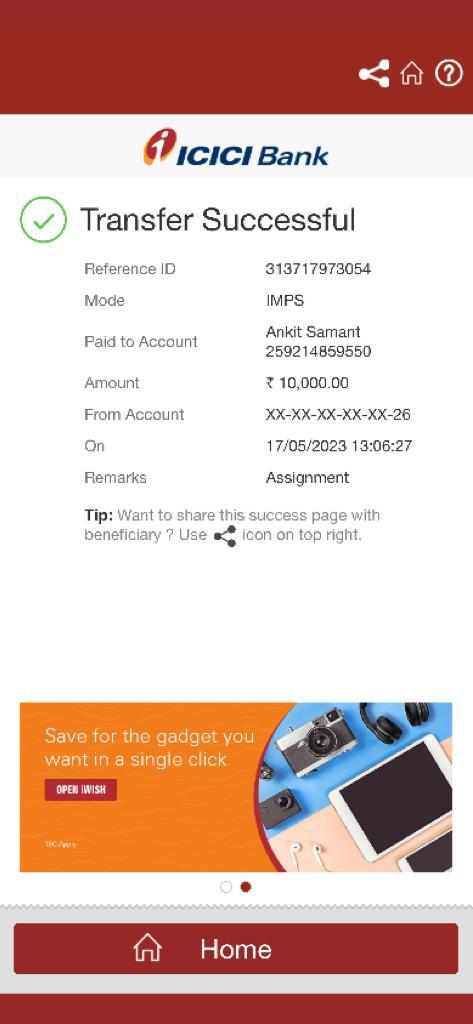 ICICI Bank
Transfer Successful
Reference ID 313717973054
Mode IMPS
Paid to Account Ankit Samant
259214859550
Amount ₹ 10,000.00
From Account XX-XX-XX-XX-XX-26
On 17/05/2023 13:06:27
Remarks Assignment
Tip: Want to share this success page with
beneficiary ? Use icon on top right.
Save for the gadget you
want in a single click
OPEN iWISH
T&C Apply
Home